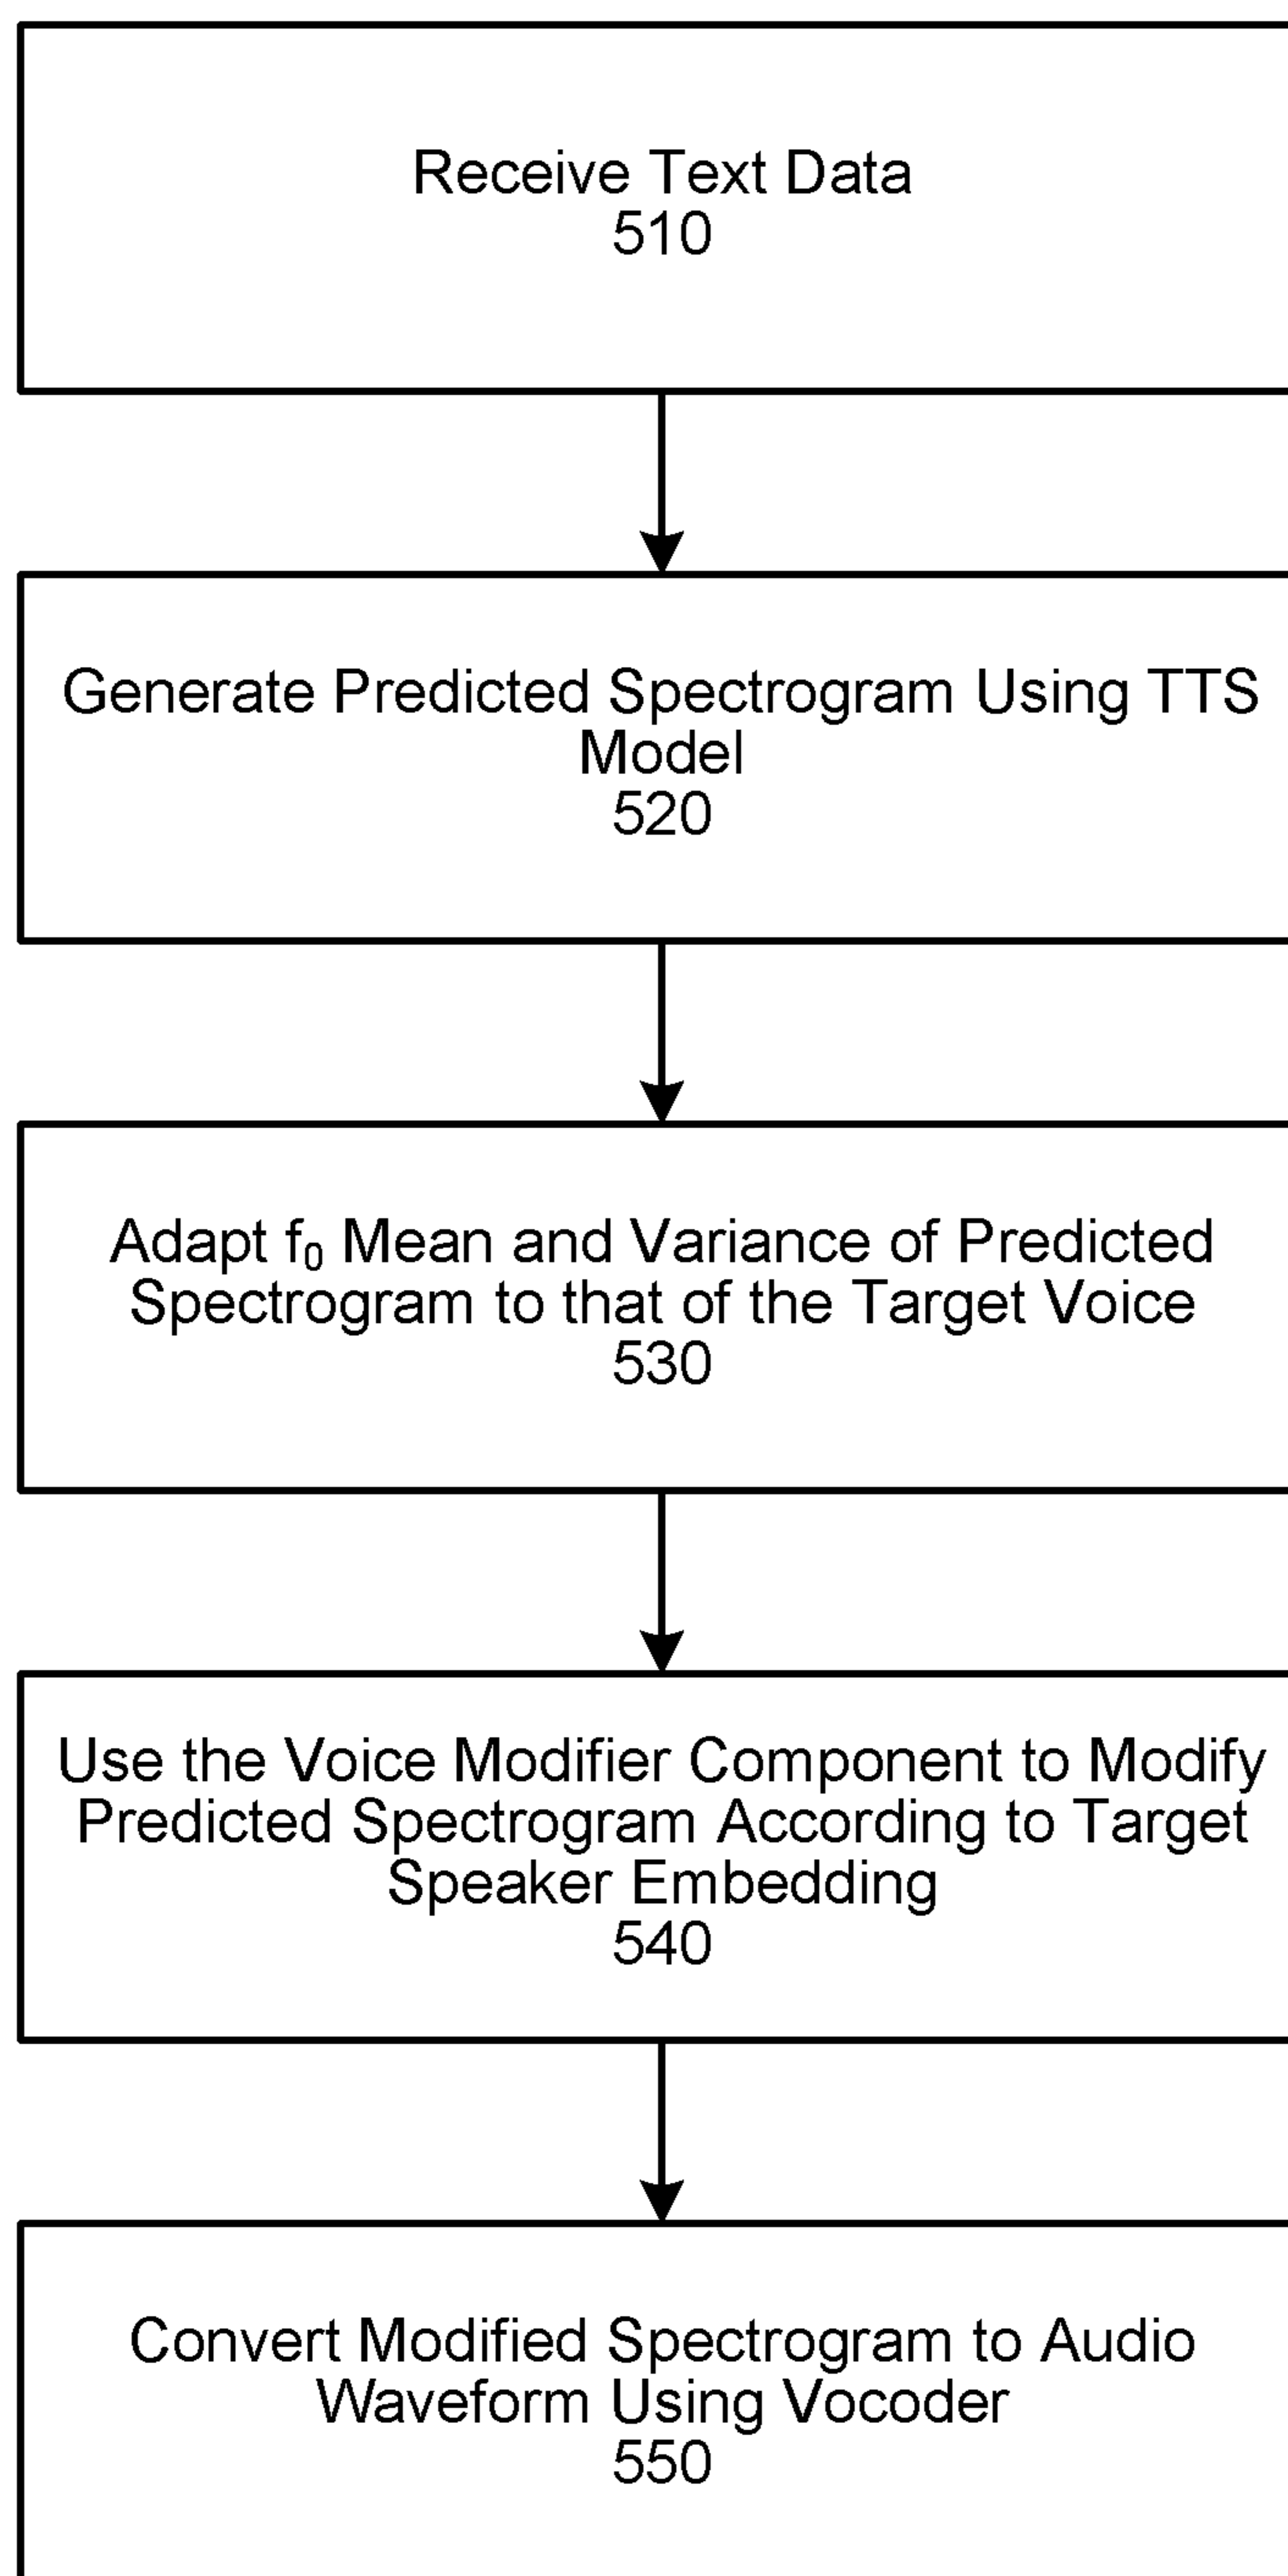 Receive Text Data
510
Generate Predicted Spectrogram Using TTS
Model
520
Adapt f₀ Mean and Variance of Predicted
Spectrogram to that of the Target Voice
530
Use the Voice Modifier Component to Modify
Predicted Spectrogram According to Target
Speaker Embedding
540
Convert Modified Spectrogram to Audio
Waveform Using Vocoder
550